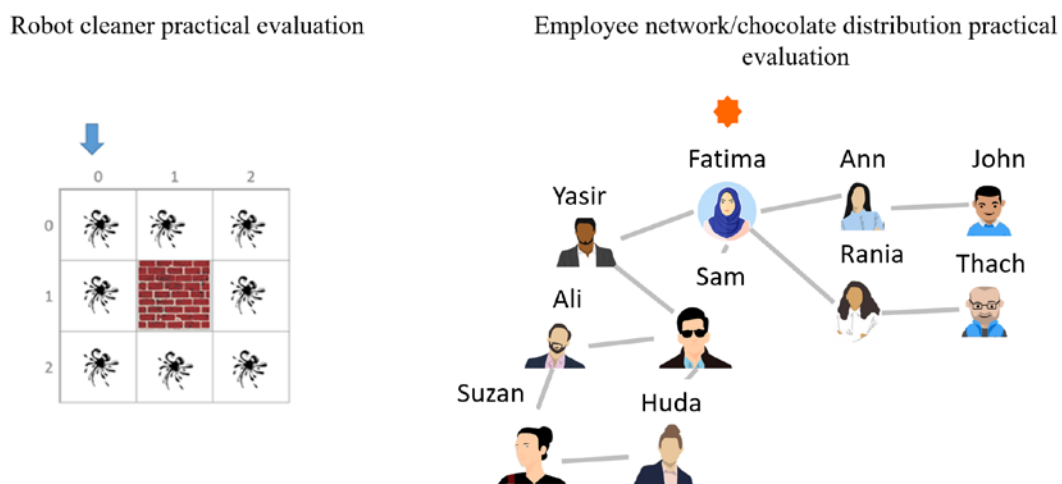 Robot cleaner practical evaluation
Employee network/chocolate distribution practical
evaluation
0 1 2
0
1
2
Fatima
Ann
John
Yasir
Sam
Rania
Thach
Ali
Suzan
Huda